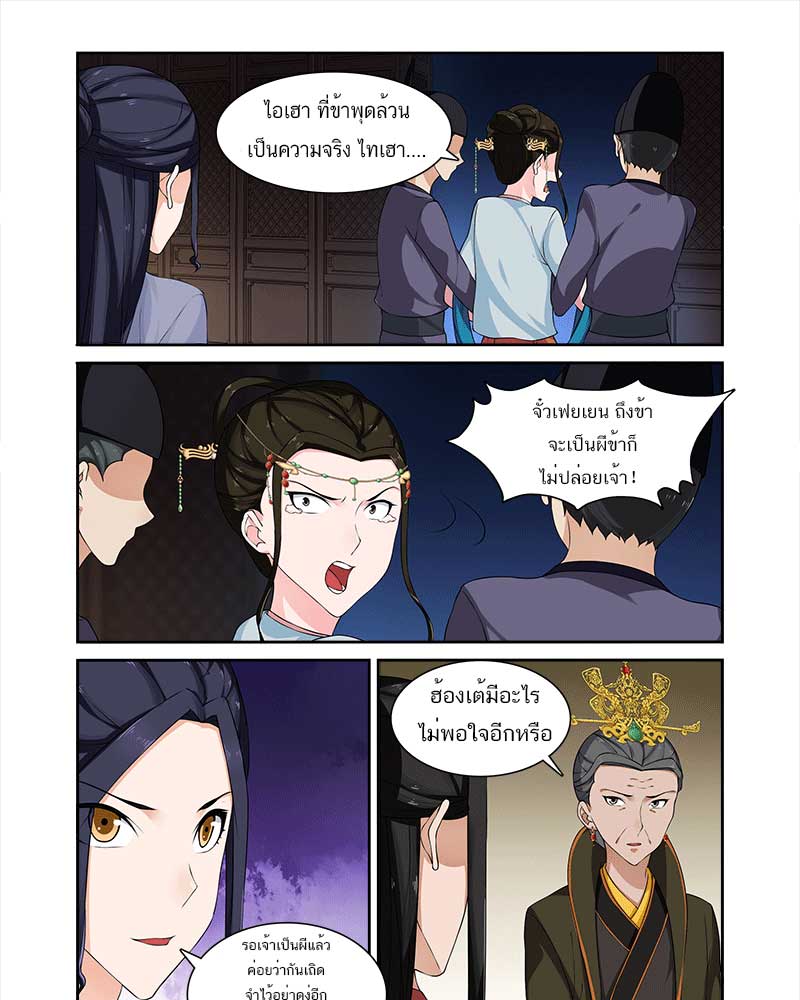 ไอเฮา ที่ข้าพุดล้วน
เป็นความจริง ไทเฮา....
จั๋วเฟยเยน ถึงข้า
จะเป็นผีข้าก็
ไม่ปล่อยเจ้า!
ฮ้องเต้มีอะไร
ไม่พอใจอีกหรือ
รอเจ้าเป็นผีแล้ว
ค่อยว่ากันเถิด
จำไว้อย่าดูงอีก